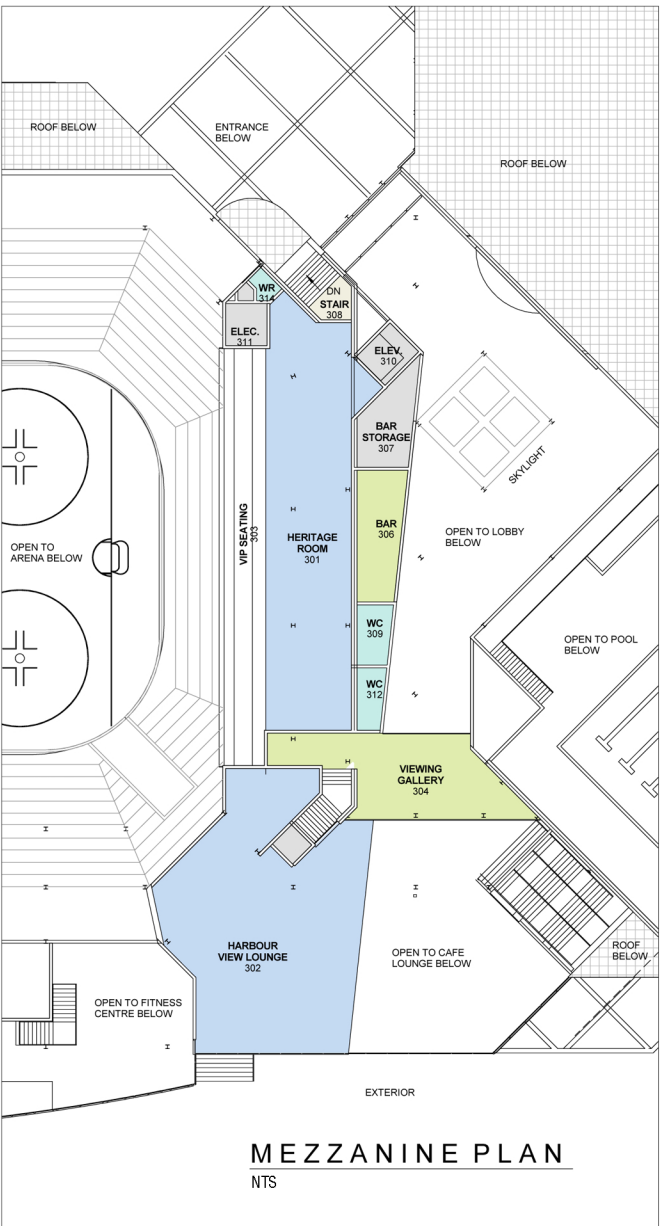 ROOF BELOW
ENTRANCE
BELOW
ROOF BELOW
WR
314
DN
STAIR
308
ELEC.
311
ELEV.
310
BAR
STORAGE
307
SKYLIGHT
VIP SEATING
303
HERITAGE
ROOM
301
BAR
306
OPEN TO LOBBY
BELOW
OPEN TO
ARENA BELOW
WC
309
OPEN TO POOL
BELOW
WC
312
VIEWING
GALLERY
304
HARBOUR
VIEW LOUNGE
302
OPEN TO CAFE
LOUNGE BELOW
ROOF
BELOW
OPEN TO FITNESS
CENTRE BELOW
EXTERIOR
MEZZANINE PLAN
NTS